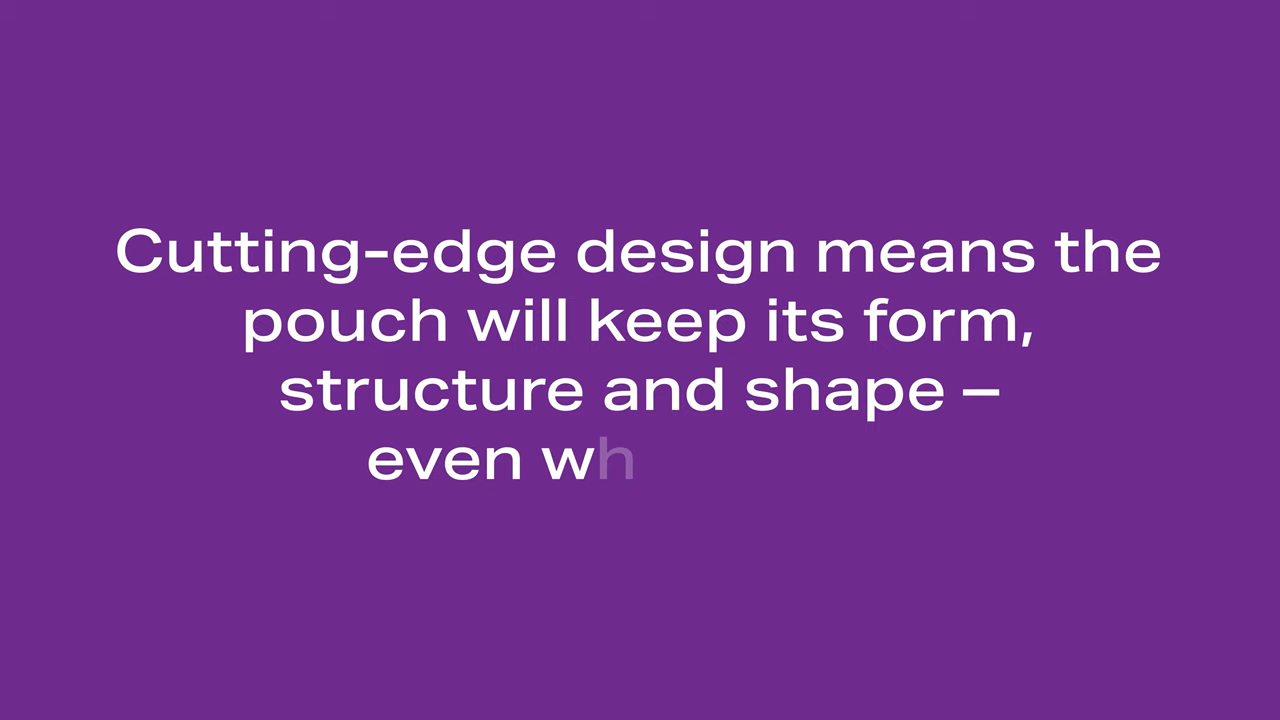 Cutting-edge design means the
pouch will keep its form,
structure and shape –
even wh